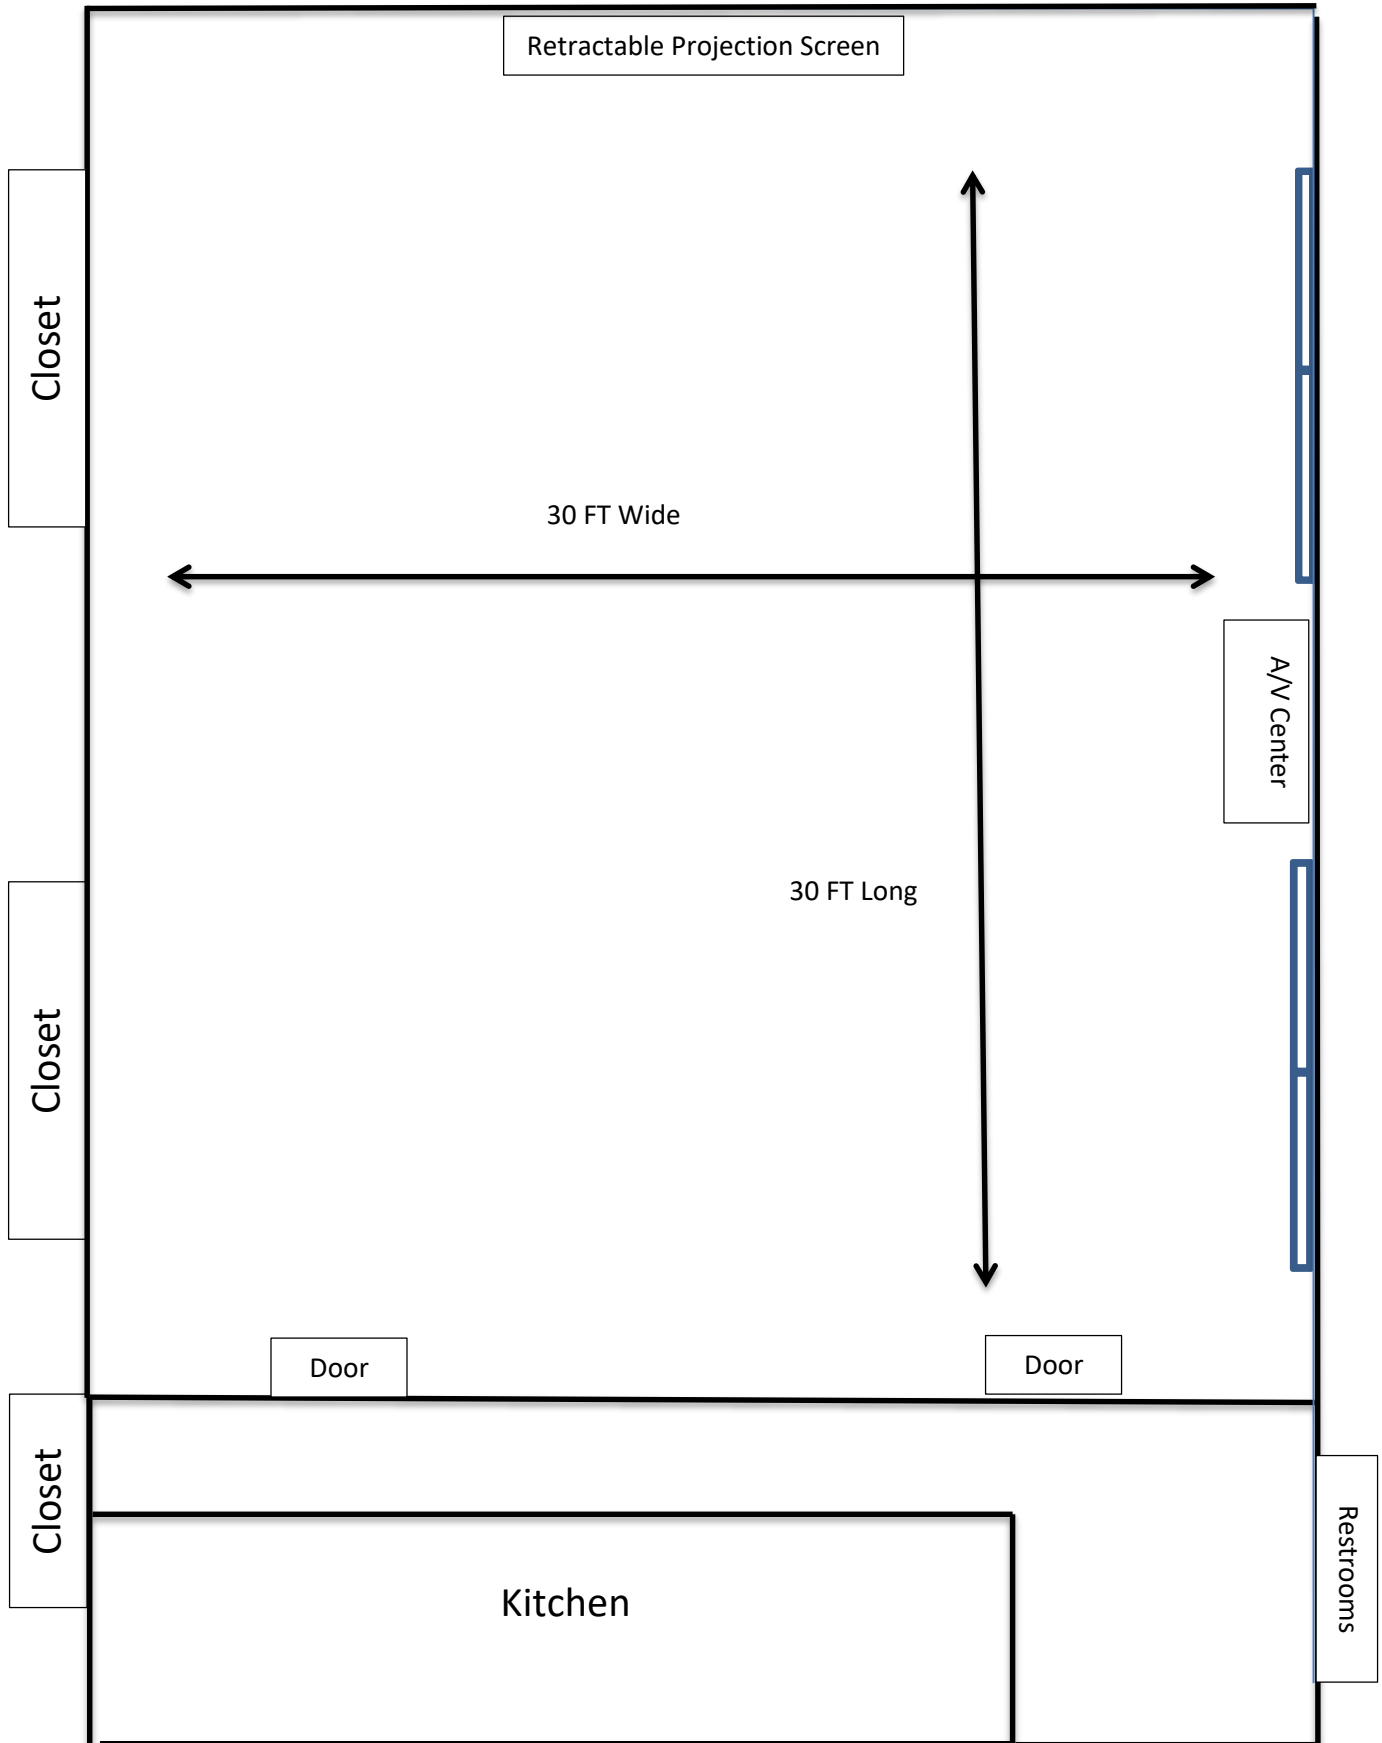 Retractable Projection Screen
Closet
30 FT Wide
A/V Center
30 FT Long
Closet
Door
Door
Closet
Kitchen
Restrooms